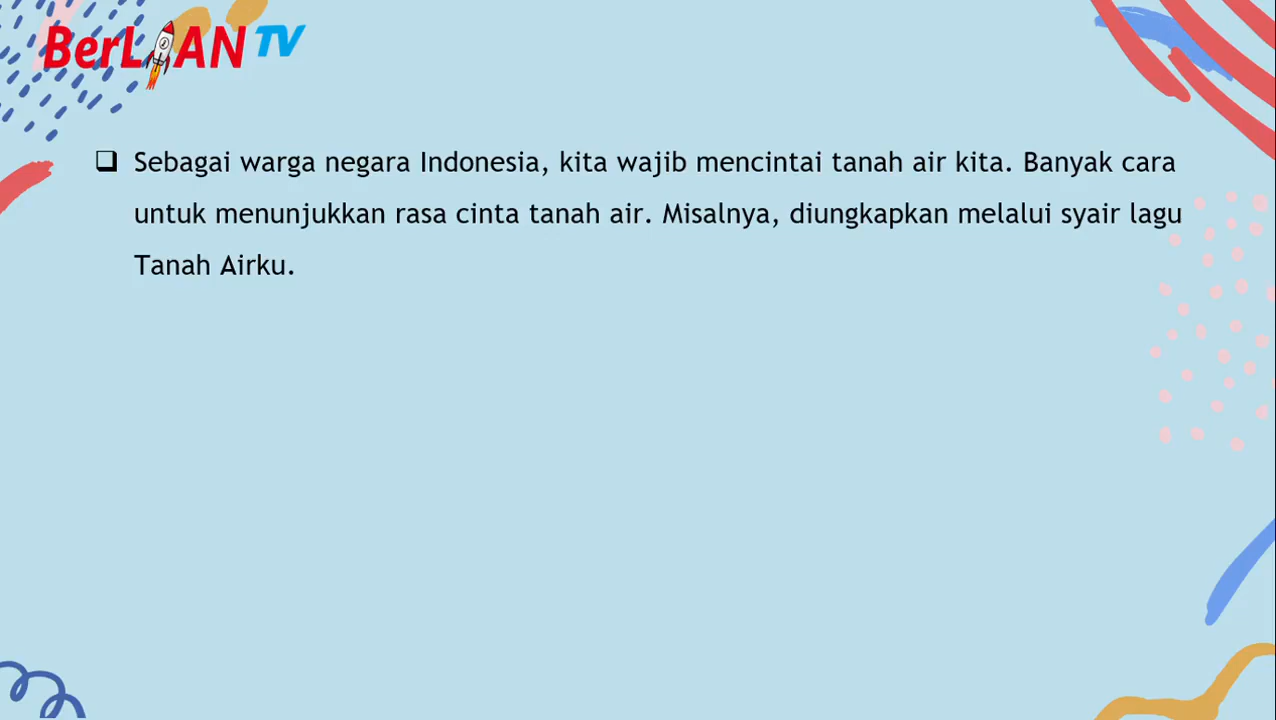 BerLIAN TV
Sebagai warga negara Indonesia, kita wajib mencintai tanah air kita. Banyak cara
untuk menunjukkan rasa cinta tanah air. Misalnya, diungkapkan melalui syair lagu
Tanah Airku.